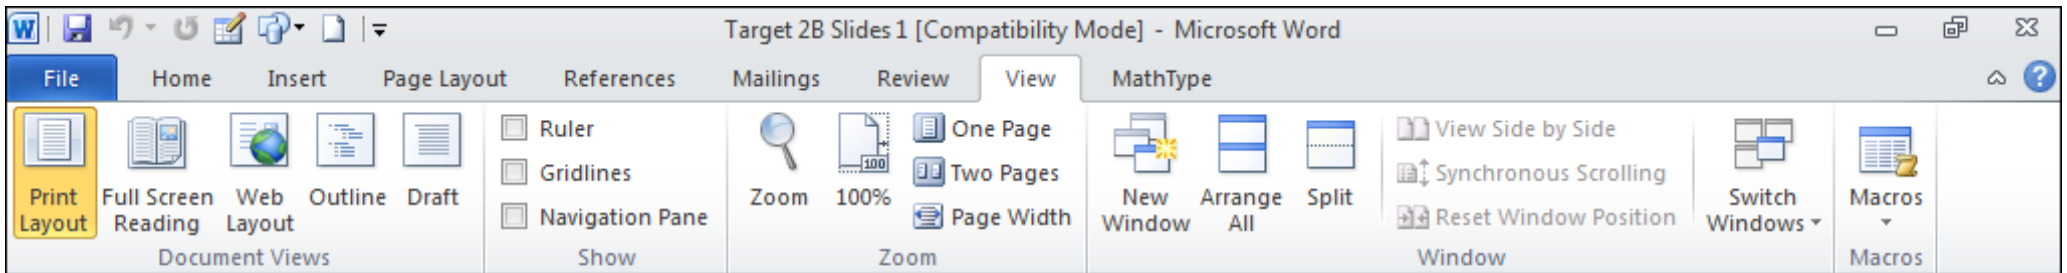 W
Target 2B Slides 1 [Compatibility Mode] - Microsoft Word
File Home Insert Page Layout References Mailings Review View MathType
?
Print Layout
Full Screen Reading
Web Layout
Outline
Draft
Document Views
Ruler
Gridlines
Navigation Pane
Show
Zoom
100
100%
One Page
Two Pages
Page Width
Zoom
New Window
Arrange All
Split
View Side by Side
Synchronous Scrolling
Reset Window Position
Switch Windows
Window
Macros
Macros